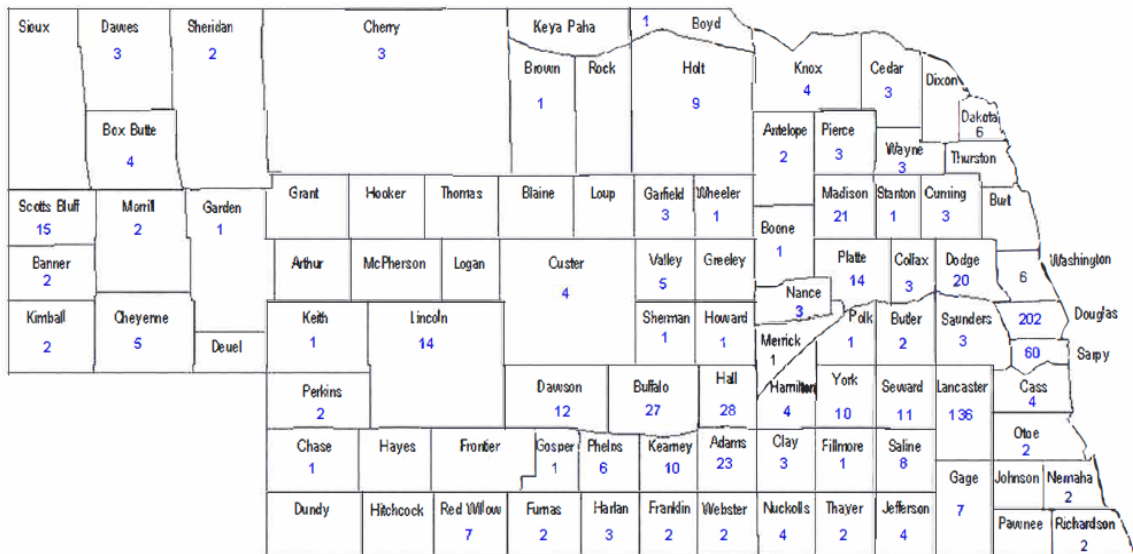 Sioux Dawes Sheridan Cherry Keya Paha 1 Boyd
3 2 3
Brown Rock Holt Knox Cedar Dixon
1 9 4 3
Dakota
6
Box Butte Antelope Pierce Wayne Thurston
4 2 3 3
Grant Hooker Thomas Blaine Loup Garfield Wheeler Madison Stanton Cuming Burt
3 1 21 1 3
Scotts Bluff Morrill Garden
15 2 1
Boone
1
Banner Arthur McPherson Logan Custer Valley Greeley Platte Colfax Dodge Washington
2 4 5 14 3 20 6
Nance
3
Kimball Cheyenne Deuel Keith Lincoln Sherman Howard Merrick Polk Butler Saunders Douglas
2 5 1 14 1 1 1 1 2 3 202
Sarpy
60
Perkins Dawson Buffalo Hall Hamilton York Seward Lancaster Cass
2 12 27 28 4 10 11 136 4
Chase Hayes Frontier Gosper Phelps Kearney Adams Clay Fillmore Saline Otoe
1 1 6 10 23 3 1 8 2
Dundy Hitchcock Red Willow Furnas Harlan Franklin Webster Nuckolls Thayer Jefferson Gage Johnson Nemaha
7 2 3 2 2 4 2 4 7 2
Pawnee Richardson
2